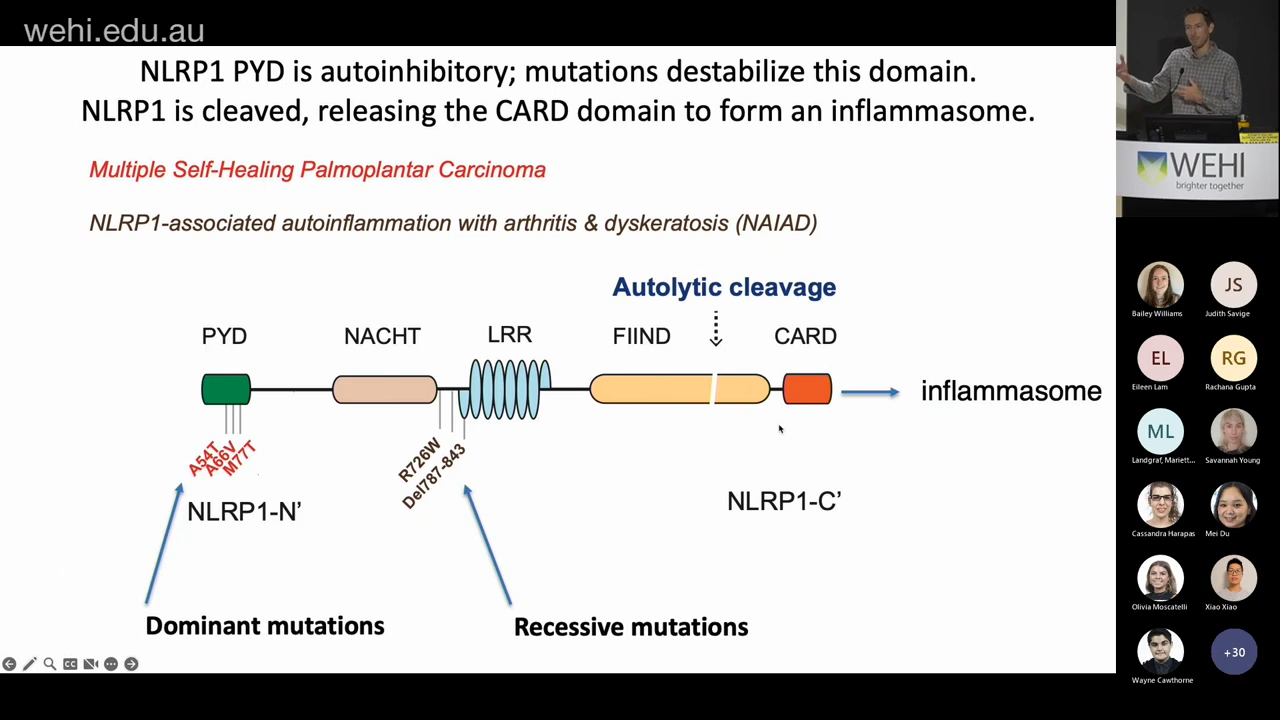 wehi.edu.au
NLRP1 PYD is autoinhibitory; mutations destabilize this domain.
NLRP1 is cleaved, releasing the CARD domain to form an inflammasome.
Multiple Self-Healing Palmoplantar Carcinoma
NLRP1-associated autoinflammation with arthritis & dyskeratosis (NAIAD)
Autolytic cleavage
PYD
NACHT
LRR
FIIND
CARD
inflammasome
A54T
A66V
M77T
R726W
Del787-843
NLRP1-N’
NLRP1-C’
Dominant mutations
Recessive mutations
CC
WEHI
brighter together
Bailey Williams
JS
Judith Savige
EL
Eileen Lam
RG
Rachana Gupta
ML
Landgraf, Mariett...
Savannah Young
Cassandra Harapas
Mei Du
Olivia Moscatelli
Xiao Xiao
Wayne Cawthorne
+30